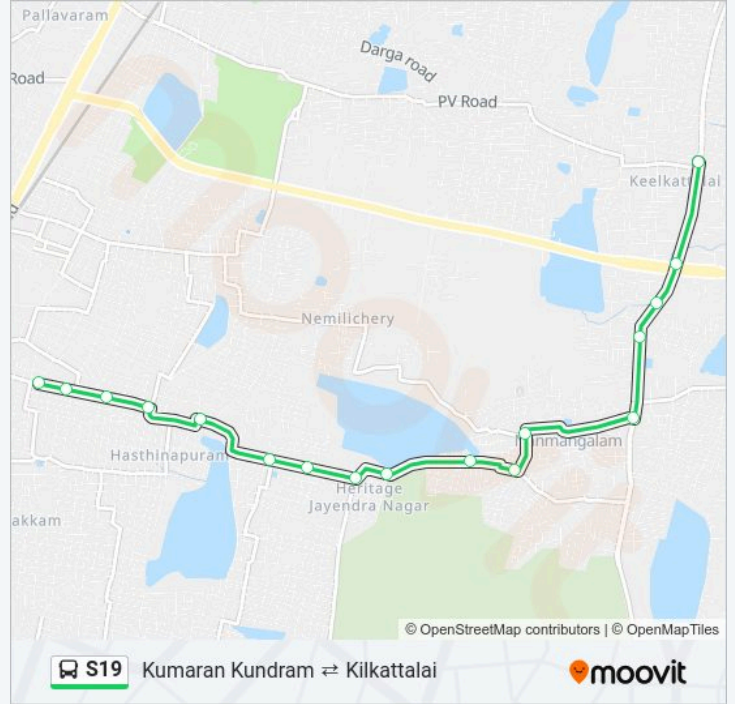 Pallavaram
Darga road
Road
PV Road
Nemilichery
Hasthinapuram
Heritage
Jayendra Nagar
akkam
© OpenStreetMap contributors | © OpenMapTiles
S19 Kumaran Kundram ⇄ Kilkattalai
moovit